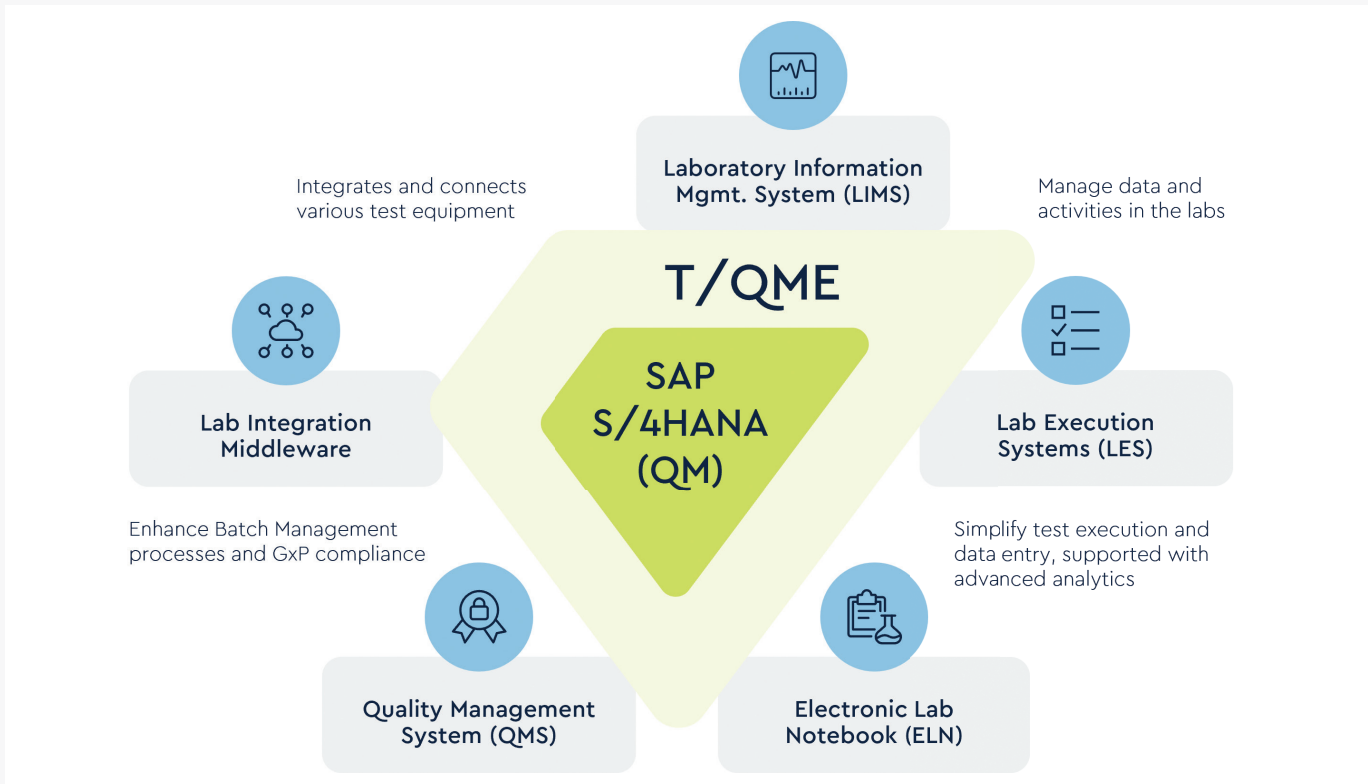 Laboratory Information
Mgmt. System (LIMS)
Integrates and connects
various test equipment
Manage data and
activities in the labs
T/QME
SAP
S/4HANA
(QM)
Lab Integration
Middleware
Lab Execution
Systems (LES)
Enhance Batch Management
processes and GxP compliance
Simplify test execution and
data entry, supported with
advanced analytics
Quality Management
System (QMS)
Electronic Lab
Notebook (ELN)